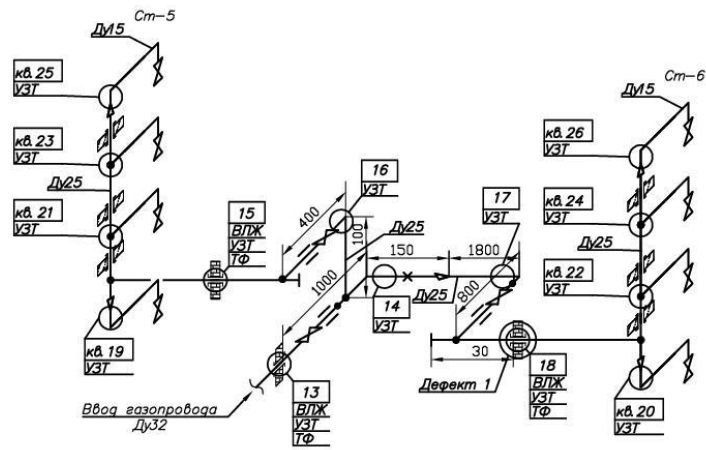 Ст-5
Ду15
кв.25
УЗТ
кв.23
УЗТ
Ду25
кв.21
УЗТ
кв.19
УЗТ
15
ВЛЖ
УЗТ
ТФ
400
16
УЗТ
100
Ду25
1000
150
1800
17
УЗТ
14
УЗТ
Ду25
800
30
Дефект 1
13
ВЛЖ
УЗТ
ТФ
Ввод газопровода
Ду32
18
ВЛЖ
УЗТ
ТФ
Ст-6
Ду15
кв.26
УЗТ
кв.24
УЗТ
Ду25
кв.22
УЗТ
кв.20
УЗТ